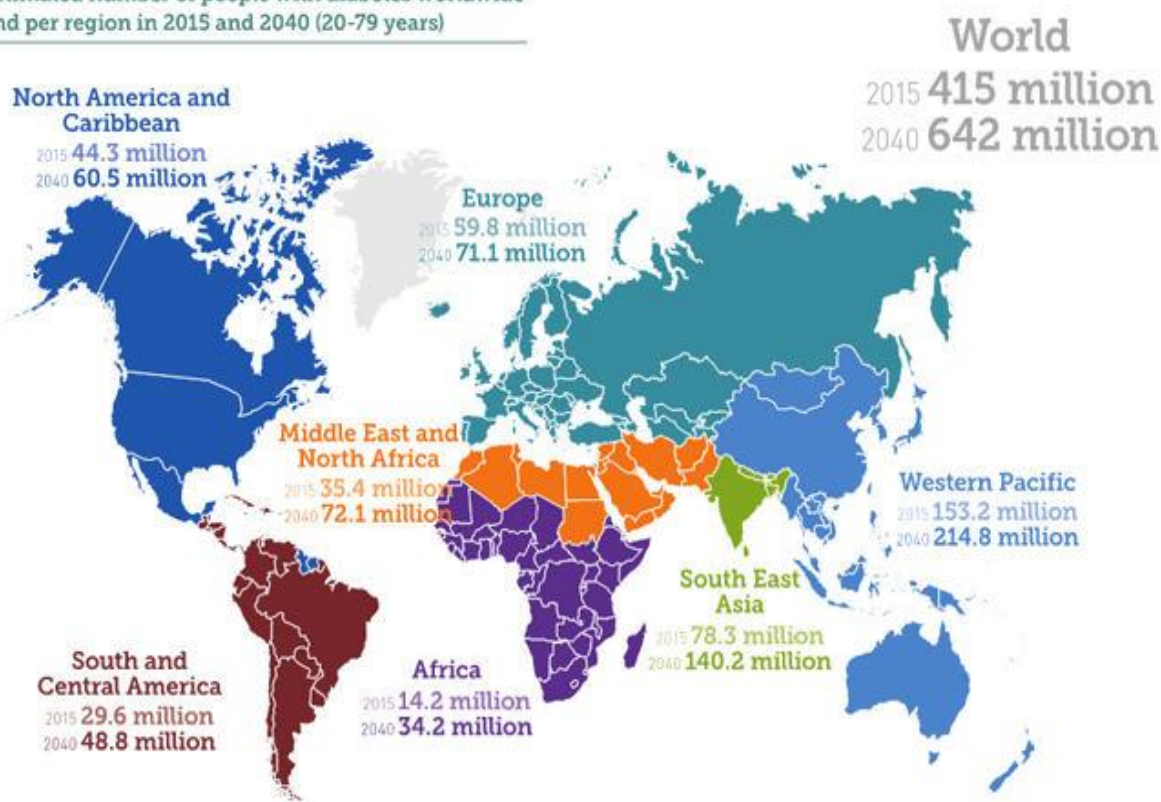 nd per region in 2015 and 2040 (20-79 years)
World
2015 415 million
2040 642 million
North America and
Caribbean
2015 44.3 million
2040 60.5 million
Europe
2015 59.8 million
2040 71.1 million
Middle East and
North Africa
2015 35.4 million
2040 72.1 million
Western Pacific
2015 153.2 million
2040 214.8 million
South East
Asia
2015 78.3 million
2040 140.2 million
South and
Central America
2015 29.6 million
2040 48.8 million
Africa
2015 14.2 million
2040 34.2 million